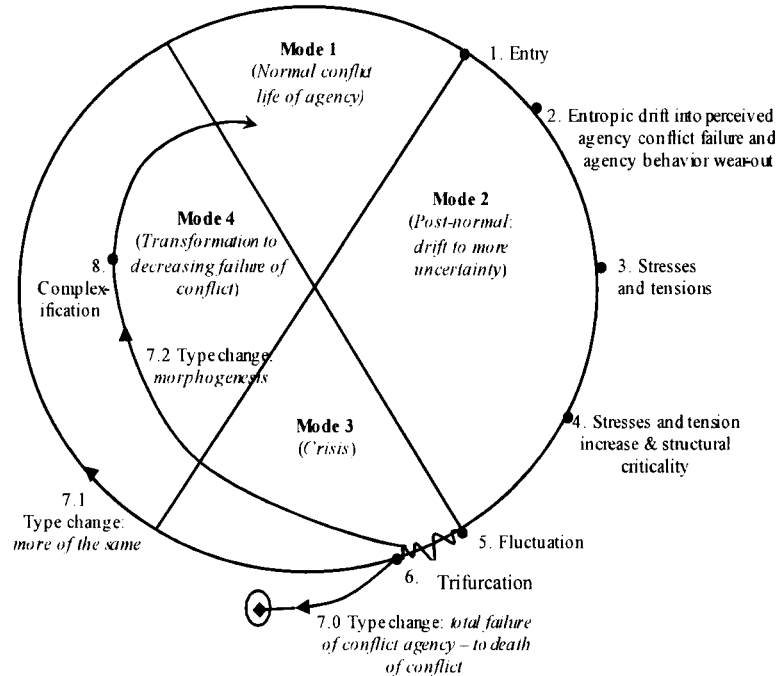 Mode 1
(Normal conflict
life of agency)
1. Entry
2. Entropic drift into perceived
agency conflict failure and
agency behavior wear-out
Mode 2
(Post-normal:
drift to more
uncertainty)
Mode 4
(Transformation to
decreasing failure of
conflict)
8.
Complex-
ification
3. Stresses
and tensions
7.2 Type change:
morphogenesis
Mode 3
(Crisis)
4. Stresses and tension
increase & structural
criticality
7.1
Type change:
more of the same
5. Fluctuation
6.
Trifurcation
7.0 Type change: total failure
of conflict agency – to death
of conflict